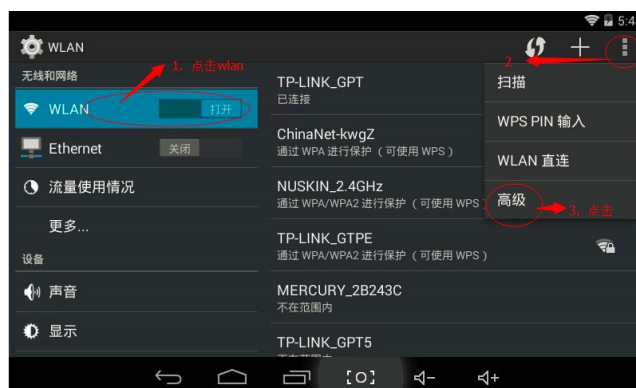 5:4
WLAN
1. 点击wlan
2
无线和网络
WLAN
打开
Ethernet
关闭
流量使用情况
更多...
设备
声音
显示
TP-LINK_GPT
已连接
ChinaNet-kwgZ
通过 WPA 进行保护（可使用 WPS）
NUSKIN_2.4GHz
通过 WPA/WPA2 进行保护（可使用 WPS
TP-LINK_GTPE
通过 WPA/WPA2 进行保护（可使用 WPS）
MERCURY_2B243C
不在范围内
TP-LINK_GPT5
扫描
WPS PIN 输入
WLAN 直连
高级
3. 点击